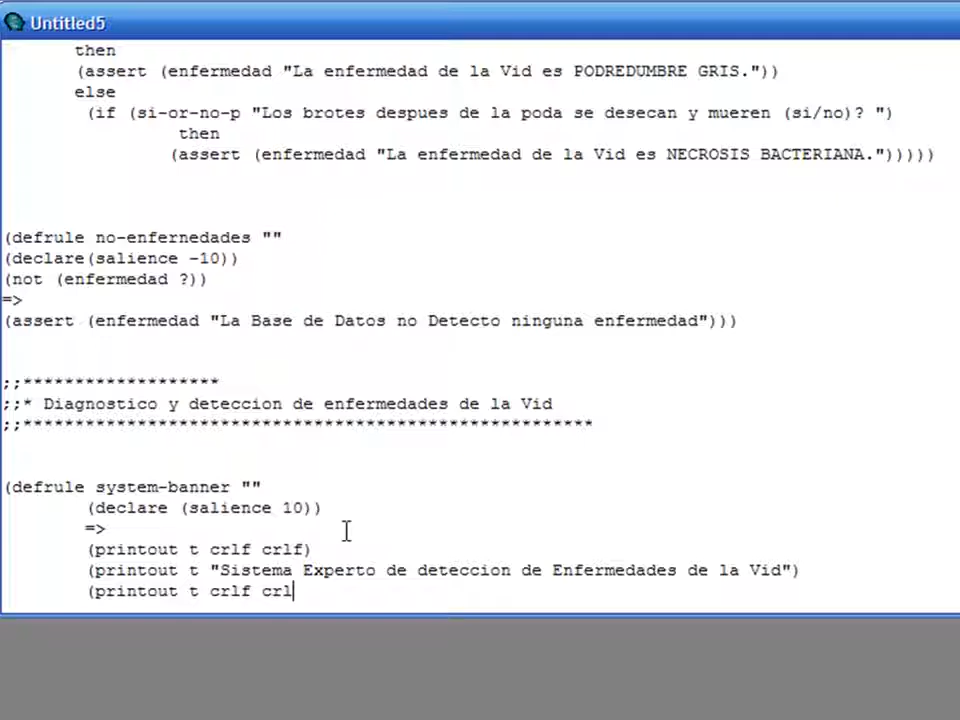 Untitled5
then
(assert (enfermedad "La enfermedad de la Vid es PODREDUMBRE GRIS."))
else
(if (si-or-no-p "Los brotes despues de la poda se desecan y mueren (si/no)? ")
then
(assert (enfermedad "La enfermedad de la Vid es NECROSIS BACTERIANA.")))))
(defrule no-enfernedades ""
(declare(salience -10))
(not (enfermedad ?))
=>
(assert (enfermedad "La Base de Datos no Detecto ninguna enfermedad")))
;;*******************
;;* Diagnostico y deteccion de enfermedades de la Vid
;;*******************************************************
(defrule system-banner ""
(declare (salience 10))
=>
(printout t crlf crlf)
(printout t "Sistema Experto de deteccion de Enfermedades de la Vid")
(printout t crlf crl